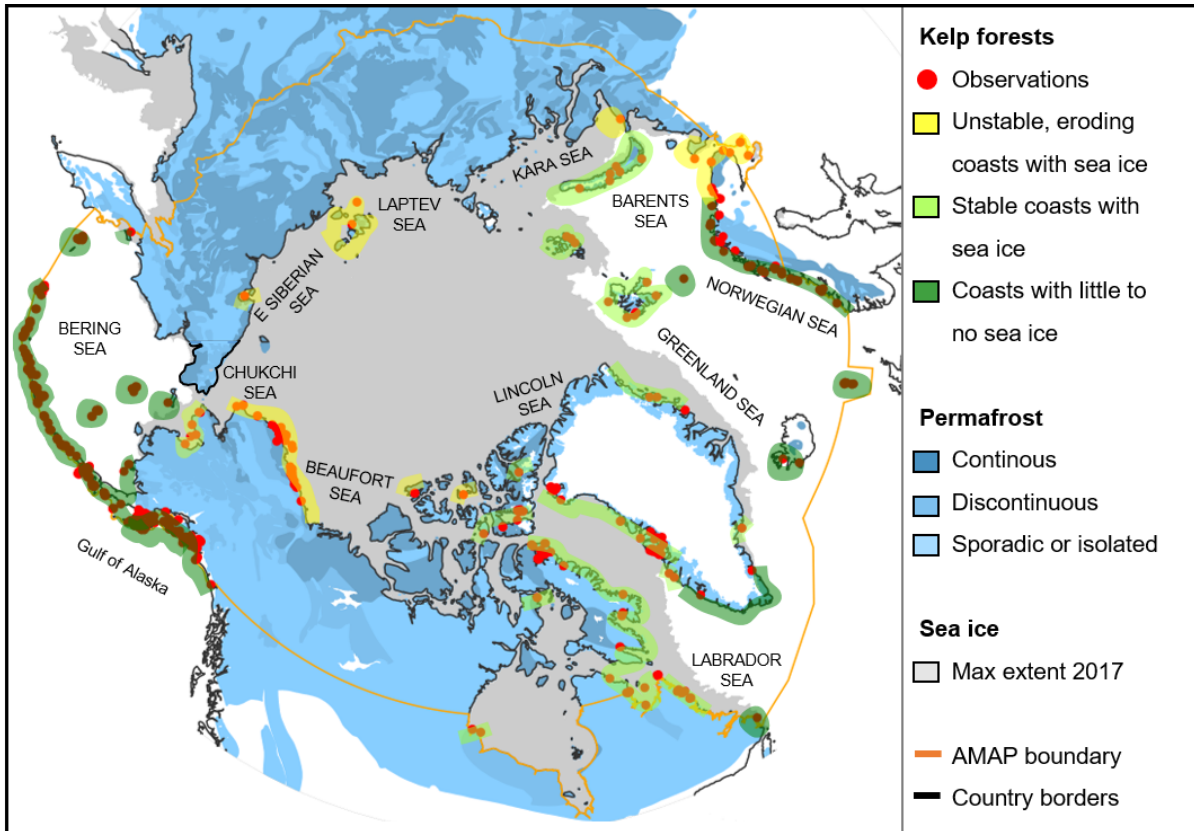 KARA SEA
LAPTEV
SEA
BARENTS
SEA
E SIBERIAN
SEA
NORWEGIAN SEA
BERING
SEA
GREENLAND SEA
CHUKCHI
SEA
LINCOLN
SEA
BEAUFORT
SEA
Gulf of Alaska
LABRADOR
SEA
Kelp forests
Observations
Unstable, eroding
coasts with sea ice
Stable coasts with
sea ice
Coasts with little to
no sea ice
Permafrost
Continous
Discontinuous
Sporadic or isolated
Sea ice
Max extent 2017
AMAP boundary
Country borders